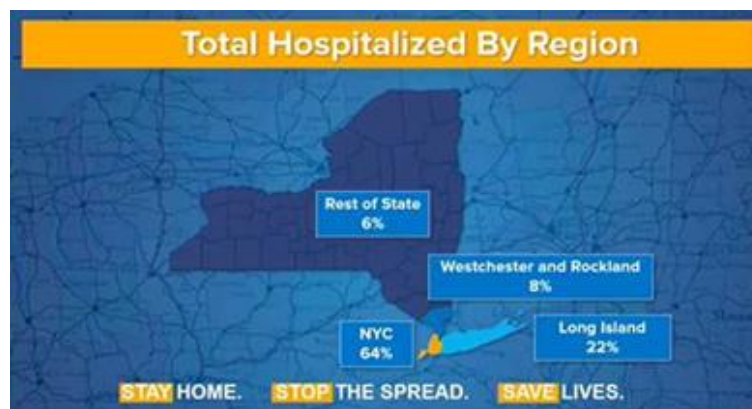 Total Hospitalized By Region
Rest of State
6%
Westchester and Rockland
8%
NYC
64%
Long Island
22%
STAY HOME. STOP THE SPREAD. SAVE LIVES.